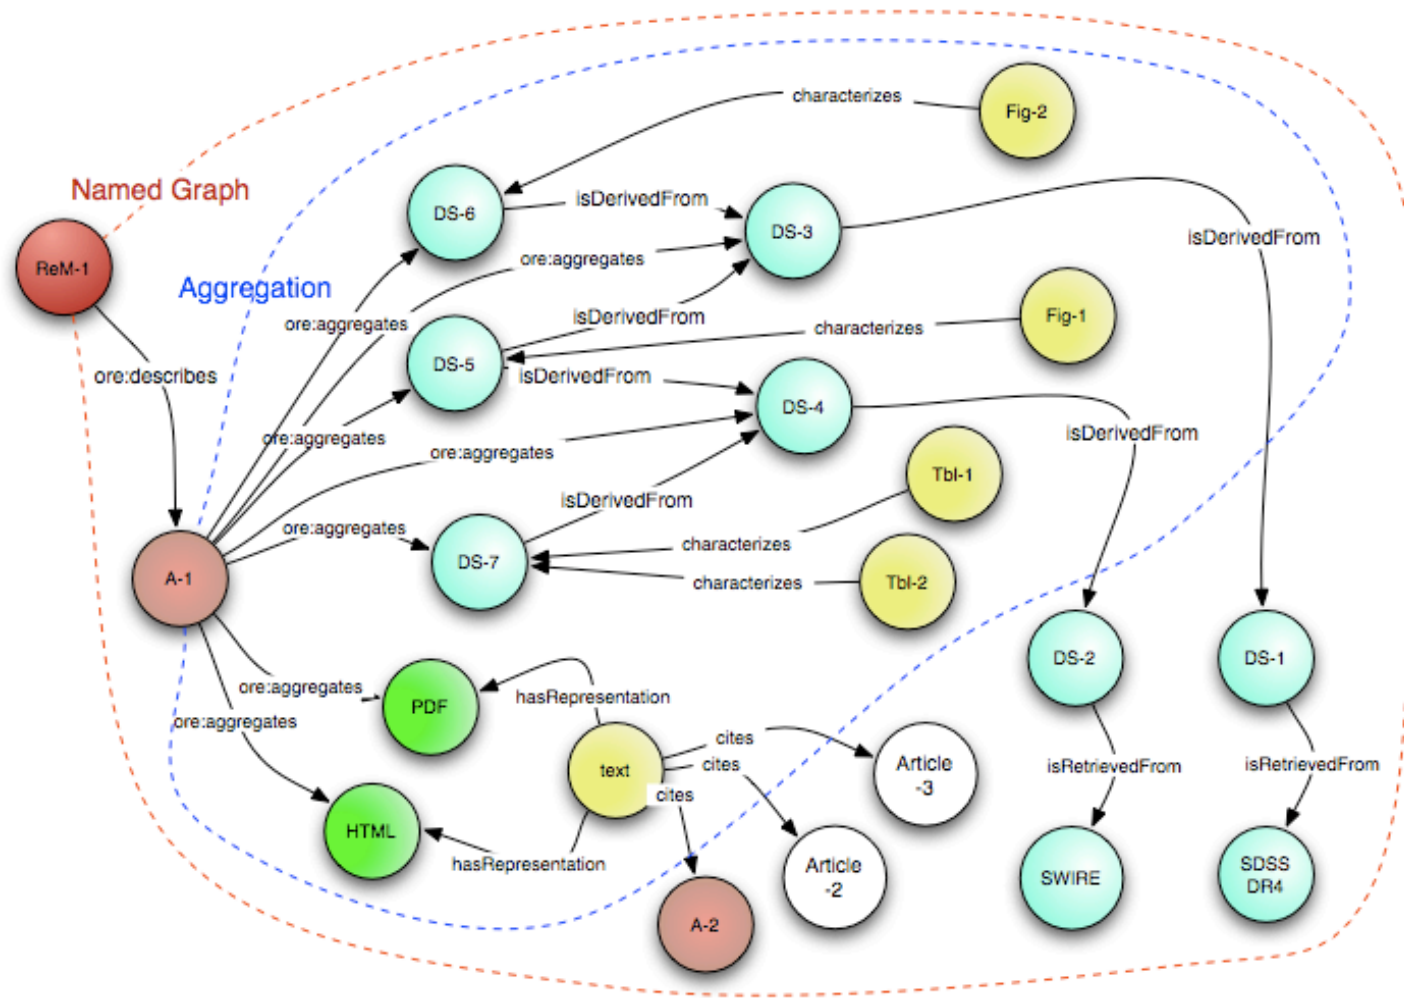 characterizes
Fig-2
Named Graph
DS-6
isDerivedFrom
DS-3
isDerivedFrom
ReM-1
ore:aggregates
Aggregation
ore:aggregates
isDerivedFrom
characterizes
Fig-1
DS-5
ore:describes
isDerivedFrom
DS-4
ore:aggregates
ore:aggregates
isDerivedFrom
Tbl-1
isDerivedFrom
ore:aggregates
characterizes
DS-7
A-1
characterizes
Tbl-2
DS-2
DS-1
ore:aggregates
hasRepresentation
PDF
ore:aggregates
cites
cites
text
Article
-3
isRetrievedFrom
isRetrievedFrom
cites
HTML
hasRepresentation
Article
-2
SWIRE
SDSS
DR4
A-2